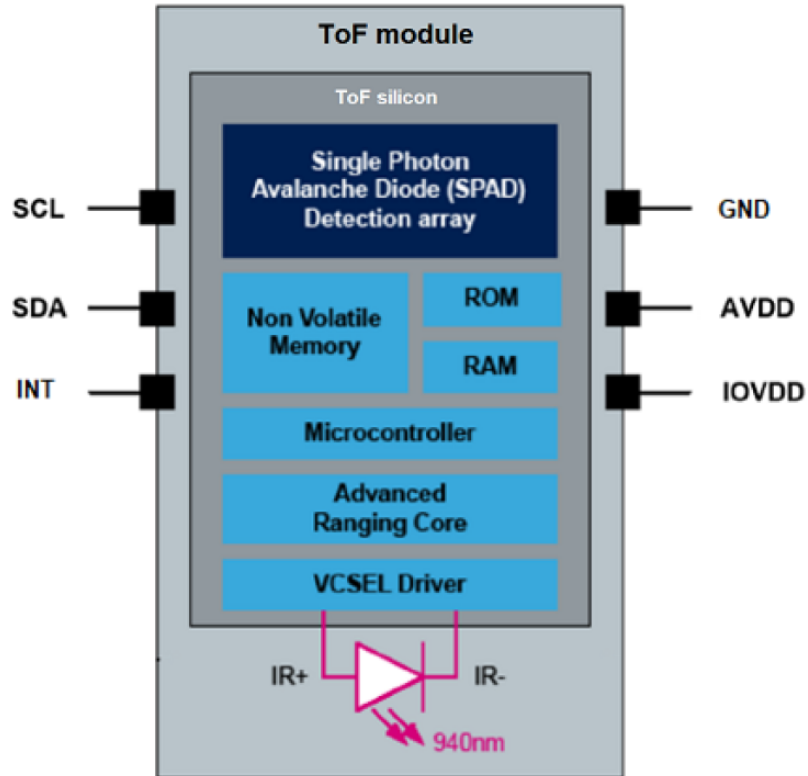 ToF module
ToF silicon
Single Photon
Avalanche Diode (SPAD)
Detection array
SCL
GND
Non Volatile
Memory
ROM
SDA
AVDD
RAM
INT
IOVDD
Microcontroller
Advanced
Ranging Core
VCSEL Driver
IR+
IR-
940nm